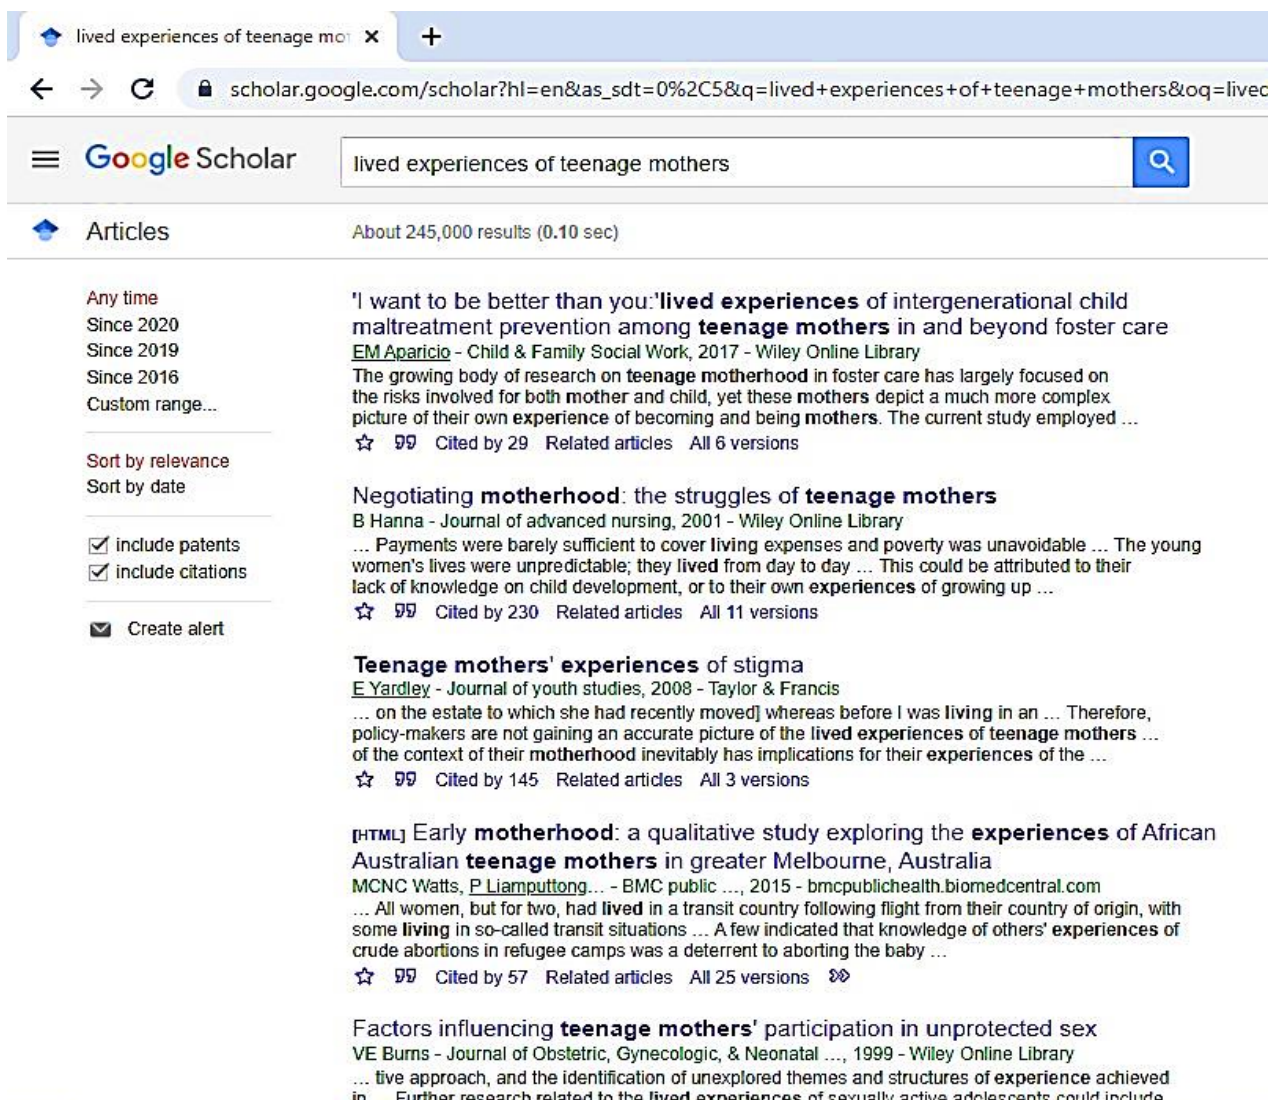 lived experiences of teenage mo
scholar.google.com/scholar?hl=en&as_sdt=0%2C5&q=lived+experiences+of+teenage+mothers&oq=lived
Google Scholar
lived experiences of teenage mothers
Articles
About 245,000 results (0.10 sec)
Any time
Since 2020
Since 2019
Since 2016
Custom range...
Sort by relevance
Sort by date
include patents
include citations
Create alert
'I want to be better than you:'lived experiences of intergenerational child
maltreatment prevention among teenage mothers in and beyond foster care
EM Aparicio - Child & Family Social Work, 2017 - Wiley Online Library
The growing body of research on teenage motherhood in foster care has largely focused on
the risks involved for both mother and child, yet these mothers depict a much more complex
picture of their own experience of becoming and being mothers. The current study employed ...
Cited by 29 Related articles All 6 versions
Negotiating motherhood: the struggles of teenage mothers
B Hanna - Journal of advanced nursing, 2001 - Wiley Online Library
... Payments were barely sufficient to cover living expenses and poverty was unavoidable ... The young
women's lives were unpredictable; they lived from day to day ... This could be attributed to their
lack of knowledge on child development, or to their own experiences of growing up ...
Cited by 230 Related articles All 11 versions
Teenage mothers' experiences of stigma
E Yardley - Journal of youth studies, 2008 - Taylor & Francis
... on the estate to which she had recently moved] whereas before I was living in an ... Therefore,
policy-makers are not gaining an accurate picture of the lived experiences of teenage mothers ...
of the context of their motherhood inevitably has implications for their experiences of the ...
Cited by 145 Related articles All 3 versions
[HTML] Early motherhood: a qualitative study exploring the experiences of African
Australian teenage mothers in greater Melbourne, Australia
MCNC Watts, P Liamputtong... - BMC public ..., 2015 - bmcpublichealth.biomedcentral.com
... All women, but for two, had lived in a transit country following flight from their country of origin, with
some living in so-called transit situations ... A few indicated that knowledge of others' experiences of
crude abortions in refugee camps was a deterrent to aborting the baby ...
Cited by 57 Related articles All 25 versions
Factors influencing teenage mothers' participation in unprotected sex
VE Burns - Journal of Obstetric, Gynecologic, & Neonatal ..., 1999 - Wiley Online Library
... tive approach, and the identification of unexplored themes and structures of experience achieved
in ... Further research related to the lived experiences of sexually active adolescents could include